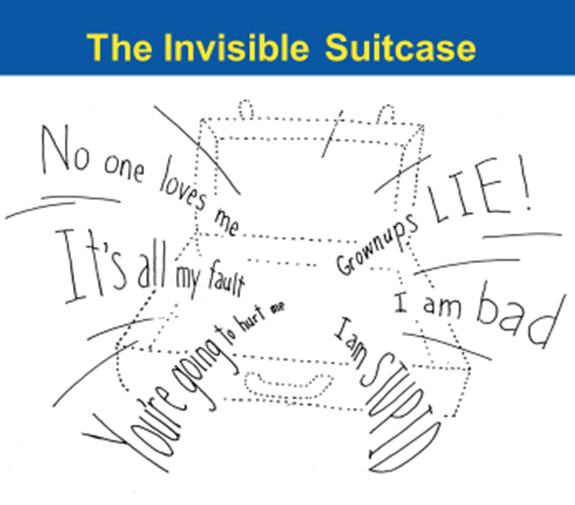 The Invisible Suitcase
No one loves me
Grownups LIE!
It's all my fault
I am bad
You're going to hurt me
I am STUPID